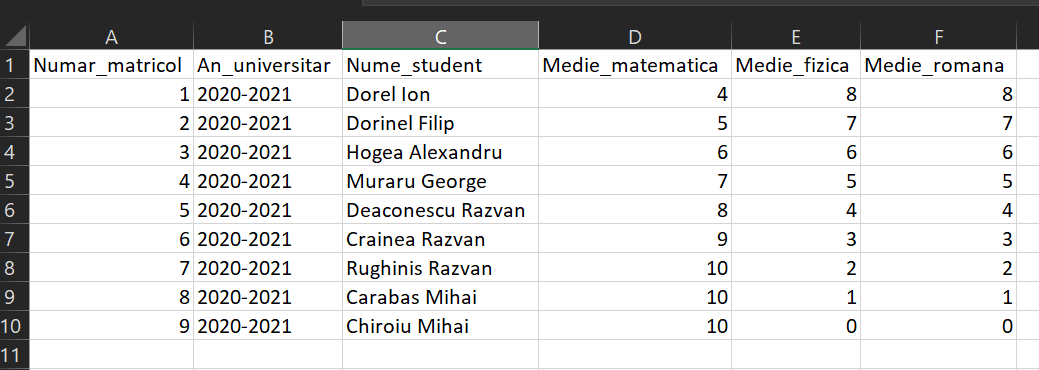 A B C D E F
1 Numar_matricol An_universitar Nume_student Medie_matematica Medie_fizica Medie_romana
2 1 2020-2021 Dorel Ion 4 8 8
3 2 2020-2021 Dorinel Filip 5 7 7
4 3 2020-2021 Hogea Alexandru 6 6 6
5 4 2020-2021 Muraru George 7 5 5
6 5 2020-2021 Deaconescu Razvan 8 4 4
7 6 2020-2021 Crainea Razvan 9 3 3
8 7 2020-2021 Rughinis Razvan 10 2 2
9 8 2020-2021 Carabas Mihai 10 1 1
10 9 2020-2021 Chiroiu Mihai 10 0 0
11